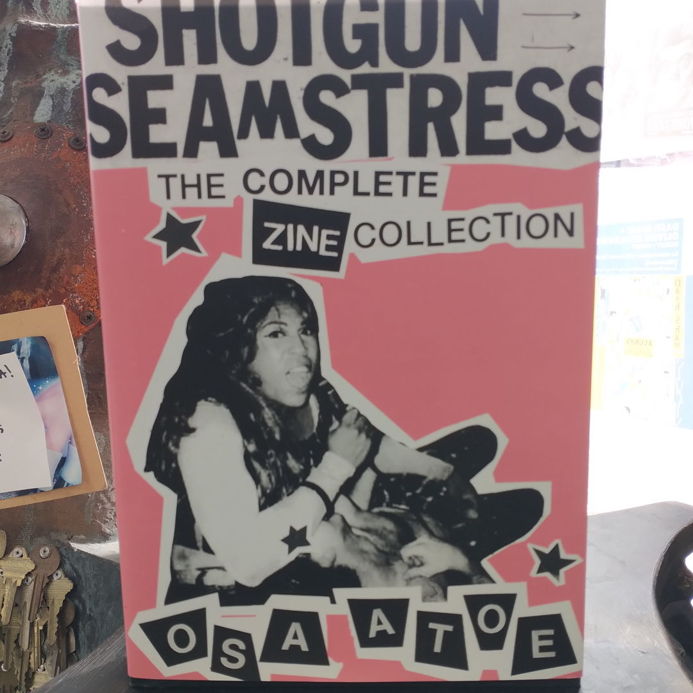 SHOTGUN
SEAMSTRESS
THE COMPLETE
ZINE COLLECTION
OSA ATOE